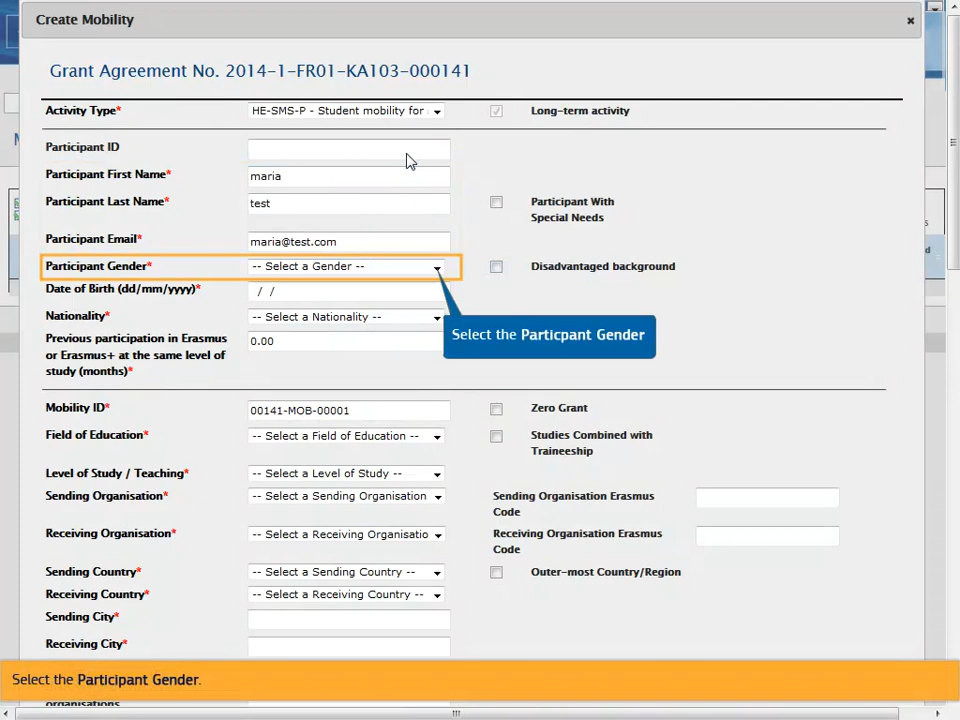 Create Mobility
Grant Agreement No. 2014-1-FR01-KA103-000141
Activity Type* HE-SMS-P - Student mobility for Long-term activity
Participant ID
Participant First Name* maria
Participant Last Name* test Participant With
Special Needs
Participant Email* maria@test.com
Participant Gender* -- Select a Gender -- Disadvantaged background
Date of Birth (dd/mm/yyyy)* / /
Nationality* -- Select a Nationality --
Select the Particpant Gender
Previous participation in Erasmus
or Erasmus+ at the same level of
study (months)*
0.00
Mobility ID* 00141-MOB-00001 Zero Grant
Field of Education* -- Select a Field of Education -- Studies Combined with
Traineeship
Level of Study / Teaching* -- Select a Level of Study --
Sending Organisation* -- Select a Sending Organisation Sending Organisation Erasmus
Code
Receiving Organisation* -- Select a Receiving Organisatio Receiving Organisation Erasmus
Code
Sending Country* -- Select a Sending Country -- Outer-most Country/Region
Receiving Country* -- Select a Receiving Country --
Sending City*
Receiving City*
Select the Participant Gender.